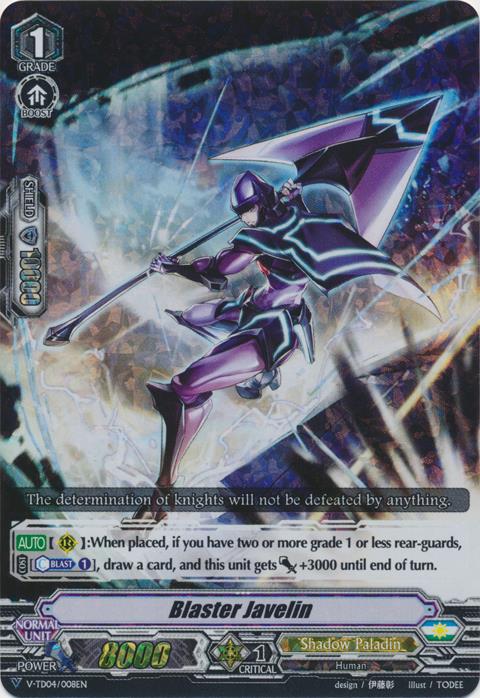 1
GRADE
BOOST
SHIELD
10000
The determination of knights will not be defeated by anything.
AUTO [ R ]:When placed, if you have two or more grade 1 or less rear-guards,
COST [ C BLAST 1 ], draw a card, and this unit gets +3000 until end of turn.
Blaster Javelin
NORMAL
UNIT
POWER
8000
1
CRITICAL
Shadow Paladin
Human
V-TD04/008EN
design / 伊藤彰 illust / TODEE